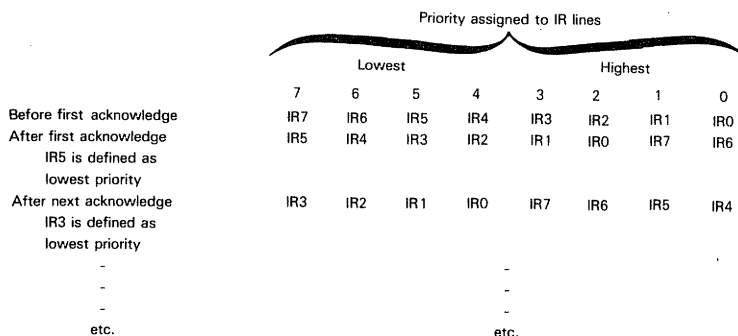 Priority assigned to IR lines
Lowest Highest
7 6 5 4 3 2 1 0
Before first acknowledge IR7 IR6 IR5 IR4 IR3 IR2 IR1 IR0
After first acknowledge IR5 IR4 IR3 IR2 IR1 IR0 IR7 IR6
IR5 is defined as
lowest priority
After next acknowledge IR3 IR2 IR1 IR0 IR7 IR6 IR5 IR4
IR3 is defined as
lowest priority
- -
- -
- -
etc. etc.